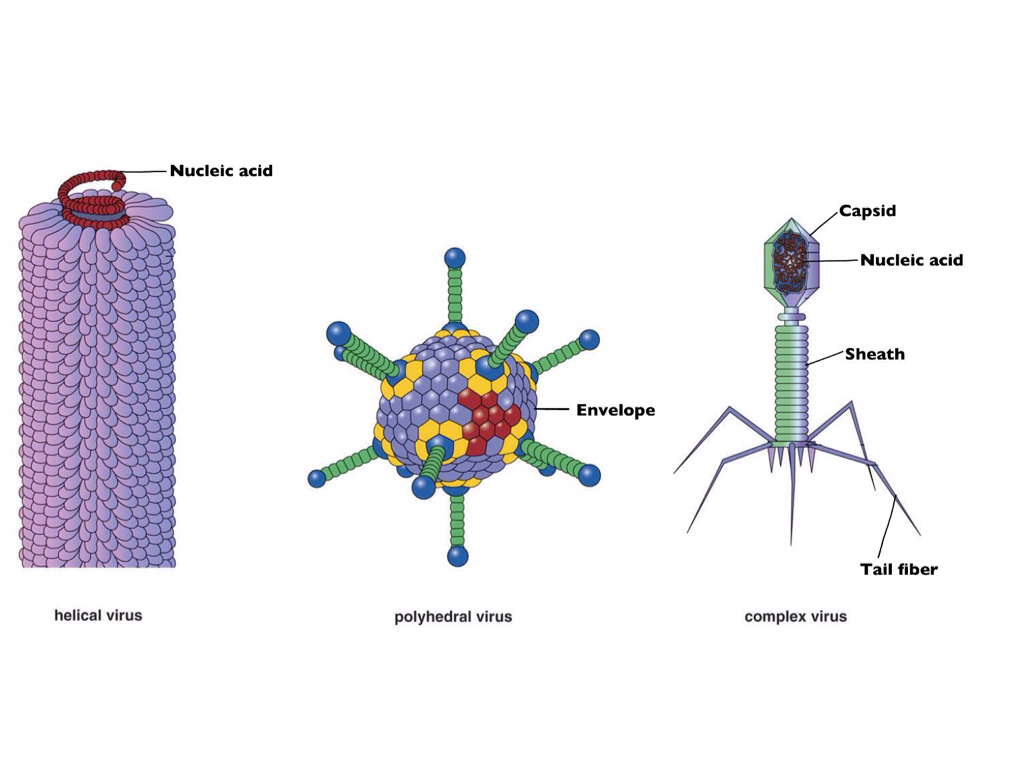 Nucleic acid
Capsid
Nucleic acid
Sheath
Envelope
Tail fiber
helical virus
polyhedral virus
complex virus